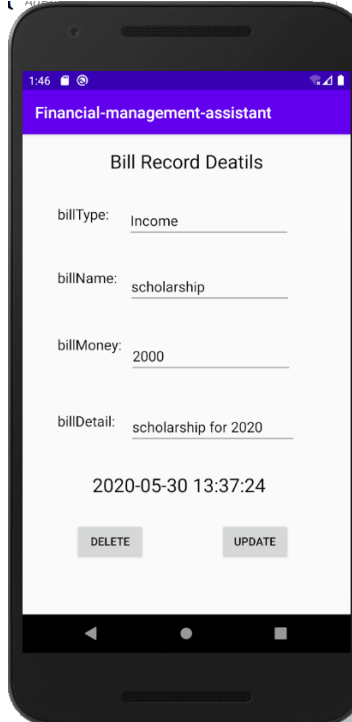 1:46
Financial-management-assistant
Bill Record Deatils
billType: Income
billName: scholarship
billMoney: 2000
billDetail: scholarship for 2020
2020-05-30 13:37:24
DELETE UPDATE